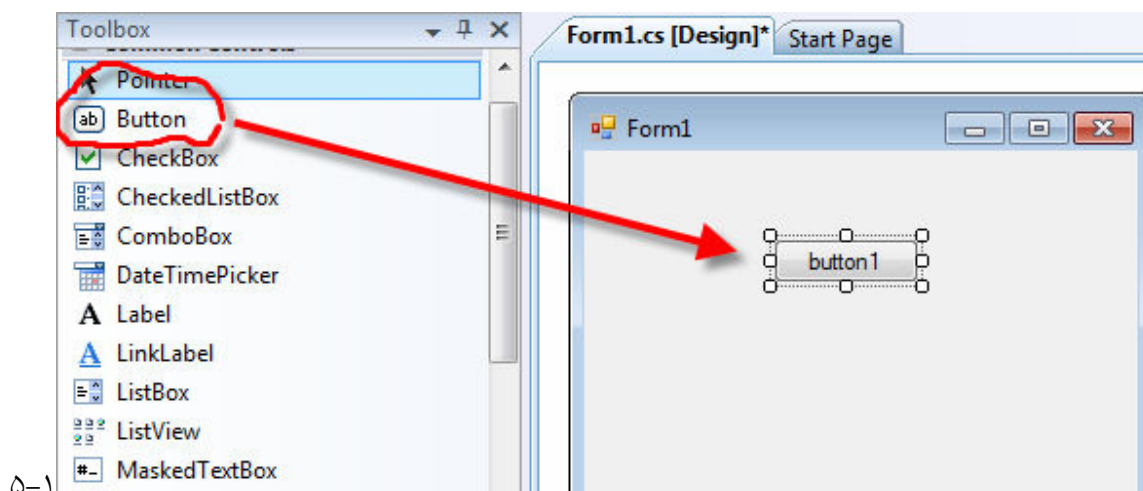 Toolbox
Common Controls
Pointer
ab Button
CheckBox
CheckedListBox
ComboBox
DateTimePicker
A Label
A LinkLabel
ListBox
ListView
#_ MaskedTextBox
Form1.cs [Design]* Start Page
Form1
button1
۵-۱